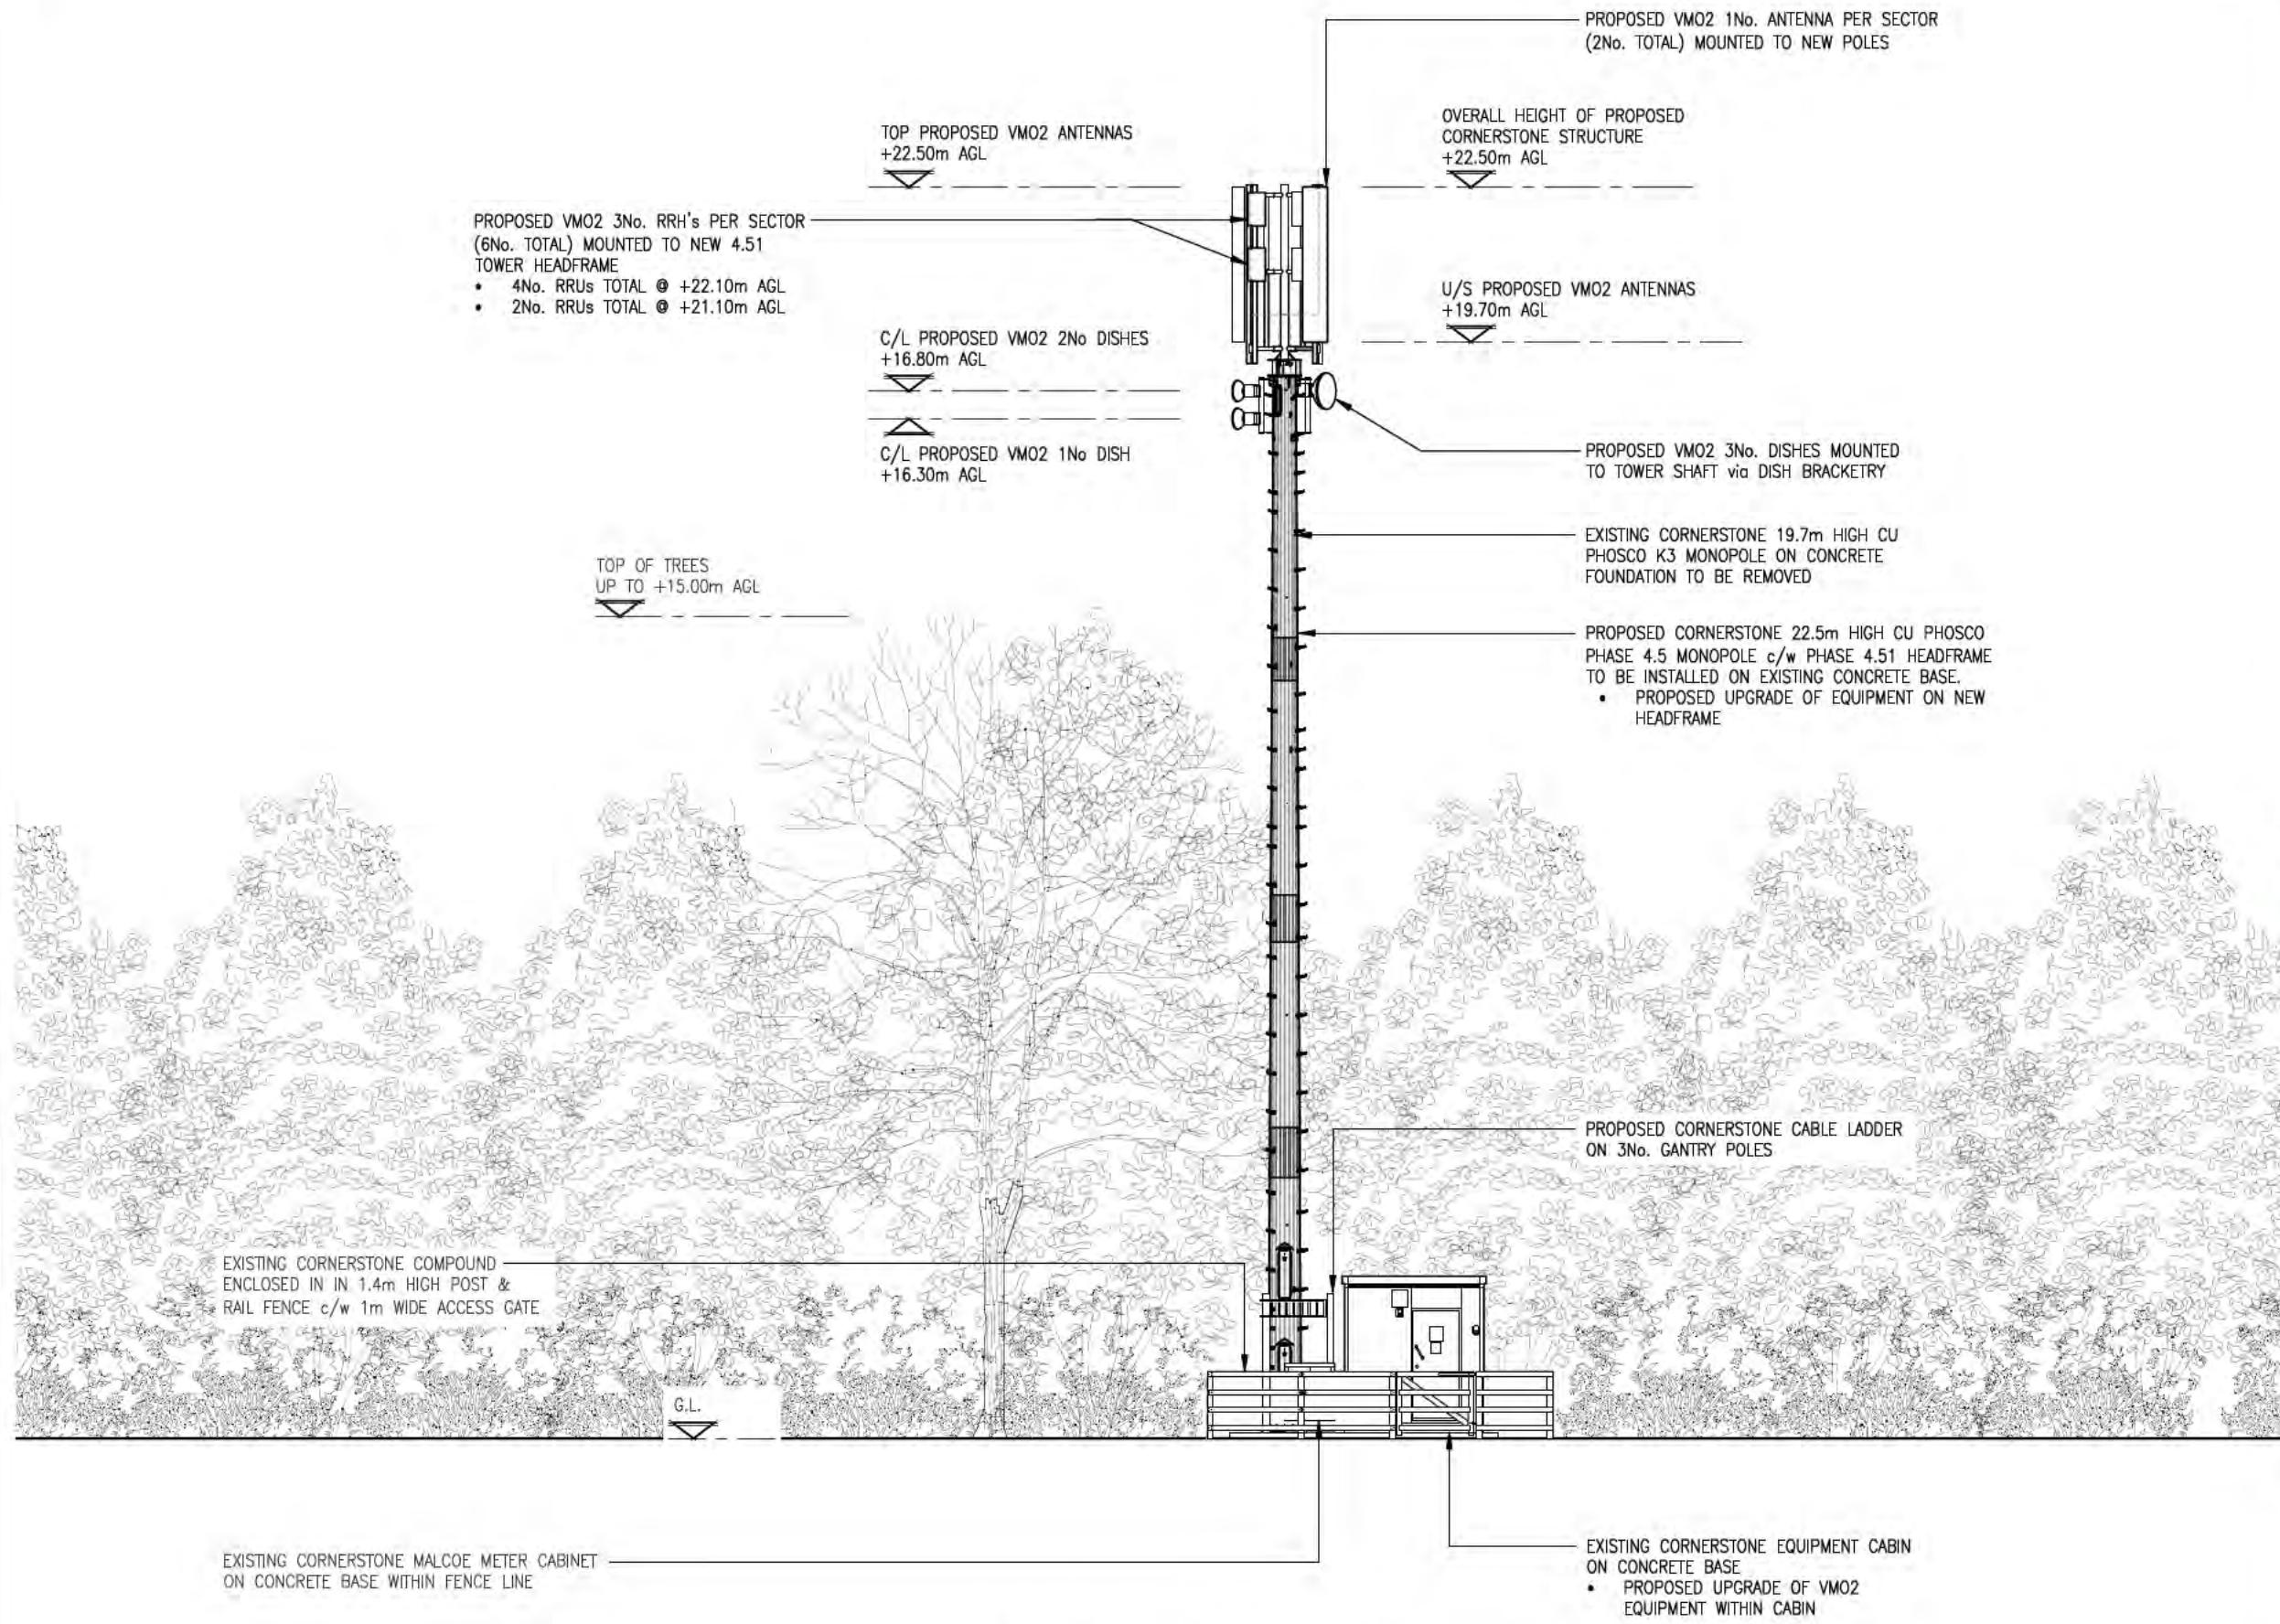 PROPOSED VMO2 1No. ANTENNA PER SECTOR
(2No. TOTAL) MOUNTED TO NEW POLES
TOP PROPOSED VMO2 ANTENNAS
+22.50m AGL
OVERALL HEIGHT OF PROPOSED
CORNERSTONE STRUCTURE
+22.50m AGL
PROPOSED VMO2 3No. RRH's PER SECTOR
(6No. TOTAL) MOUNTED TO NEW 4.51
TOWER HEADFRAME
• 4No. RRUs TOTAL @ +22.10m AGL
• 2No. RRUs TOTAL @ +21.10m AGL
U/S PROPOSED VMO2 ANTENNAS
+19.70m AGL
C/L PROPOSED VMO2 2No DISHES
+16.80m AGL
C/L PROPOSED VMO2 1No DISH
+16.30m AGL
PROPOSED VMO2 3No. DISHES MOUNTED
TO TOWER SHAFT via DISH BRACKETRY
EXISTING CORNERSTONE 19.7m HIGH CU
PHOSCO K3 MONOPOLE ON CONCRETE
FOUNDATION TO BE REMOVED
TOP OF TREES
UP TO +15.00m AGL
PROPOSED CORNERSTONE 22.5m HIGH CU PHOSCO
PHASE 4.5 MONOPOLE c/w PHASE 4.51 HEADFRAME
TO BE INSTALLED ON EXISTING CONCRETE BASE.
• PROPOSED UPGRADE OF EQUIPMENT ON NEW
HEADFRAME
PROPOSED CORNERSTONE CABLE LADDER
ON 3No. GANTRY POLES
EXISTING CORNERSTONE COMPOUND
ENCLOSED IN IN 1.4m HIGH POST &
RAIL FENCE c/w 1m WIDE ACCESS GATE
G.L.
EXISTING CORNERSTONE MALCOE METER CABINET
ON CONCRETE BASE WITHIN FENCE LINE
EXISTING CORNERSTONE EQUIPMENT CABIN
ON CONCRETE BASE
• PROPOSED UPGRADE OF VMO2
EQUIPMENT WITHIN CABIN